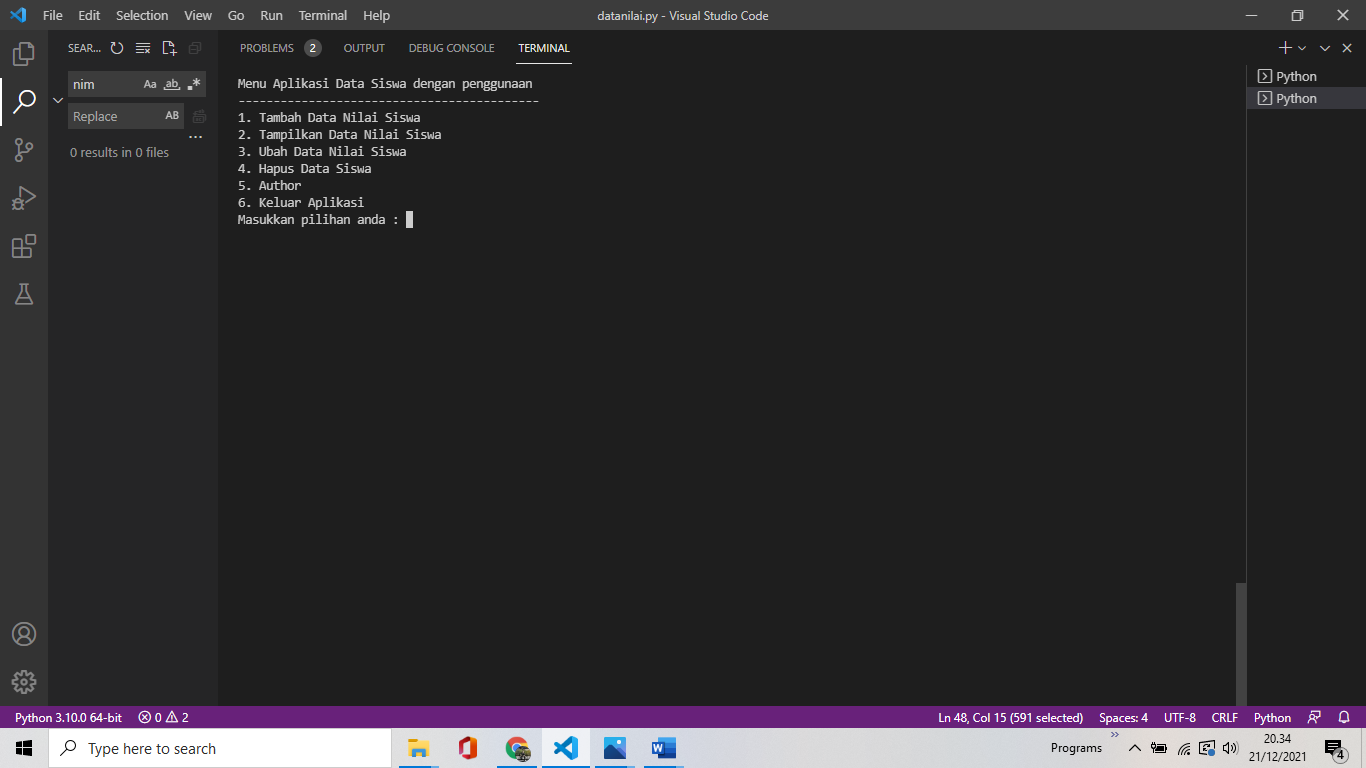 File Edit Selection View Go Run Terminal Help
datanilai.py - Visual Studio Code
SEAR...
nim
Aa ab *
Replace
AB
...
0 results in 0 files
PROBLEMS 2 OUTPUT DEBUG CONSOLE TERMINAL
Menu Aplikasi Data Siswa dengan penggunaan
-------------------------------------------
1. Tambah Data Nilai Siswa
2. Tampilkan Data Nilai Siswa
3. Ubah Data Nilai Siswa
4. Hapus Data Siswa
5. Author
6. Keluar Aplikasi
Masukkan pilihan anda :
Python
Python
Python 3.10.0 64-bit 0 2
Ln 48, Col 15 (591 selected) Spaces: 4 UTF-8 CRLF Python
Type here to search
W
Programs
20.34
21/12/2021
4